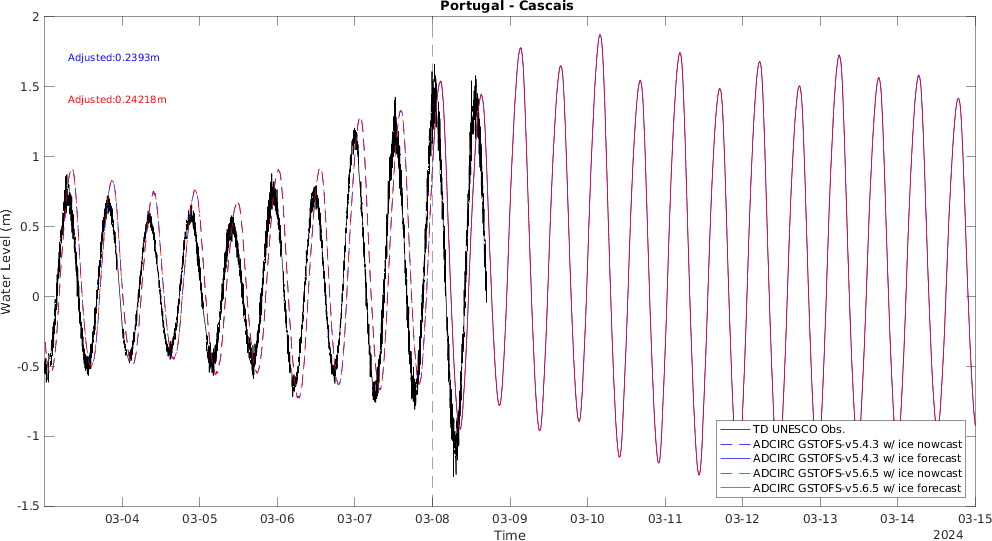 Portugal - Cascais
2
1.5
1
0.5
0
-0.5
-1
-1.5
Water Level (m)
Adjusted:0.2393m
Adjusted:0.24218m
TD UNESCO Obs.
ADCIRC GSTOFS-v5.4.3 w/ ice nowcast
ADCIRC GSTOFS-v5.4.3 w/ ice forecast
ADCIRC GSTOFS-v5.6.5 w/ ice nowcast
ADCIRC GSTOFS-v5.6.5 w/ ice forecast
03-04 03-05 03-06 03-07 03-08 03-09 03-10 03-11 03-12 03-13 03-14 03-15
Time
2024